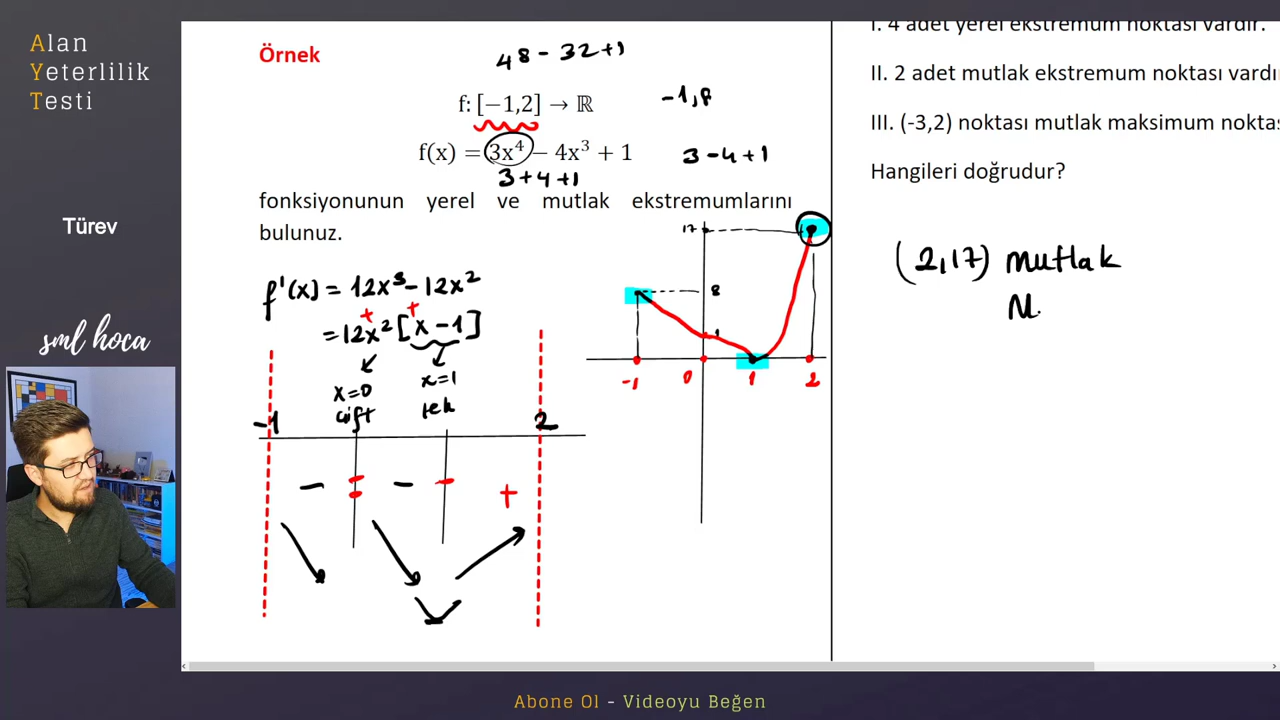 Alan
Yeterlilik
Testi
Türev
sml hoca
Örnek
48 - 32 + 1
f: [−1,2] → ℝ
-1,8
f(x) = 3x⁴ − 4x³ + 1
3 - 4 + 1
3 + 4 + 1
fonksiyonunun yerel ve mutlak ekstremumlarını
bulunuz.
f'(x) = 12x³ - 12x²
+ +
= 12x² [x - 1]
x=0 x=1
çift tek
-1 2
- - +
17
8
1
-1 0 1 2
I. 4 adet yerel ekstremum noktası vardır.
II. 2 adet mutlak ekstremum noktası vardı
III. (-3,2) noktası mutlak maksimum nokta
Hangileri doğrudur?
(2,17) mutlak
M
Abone Ol - Videoyu Beğen